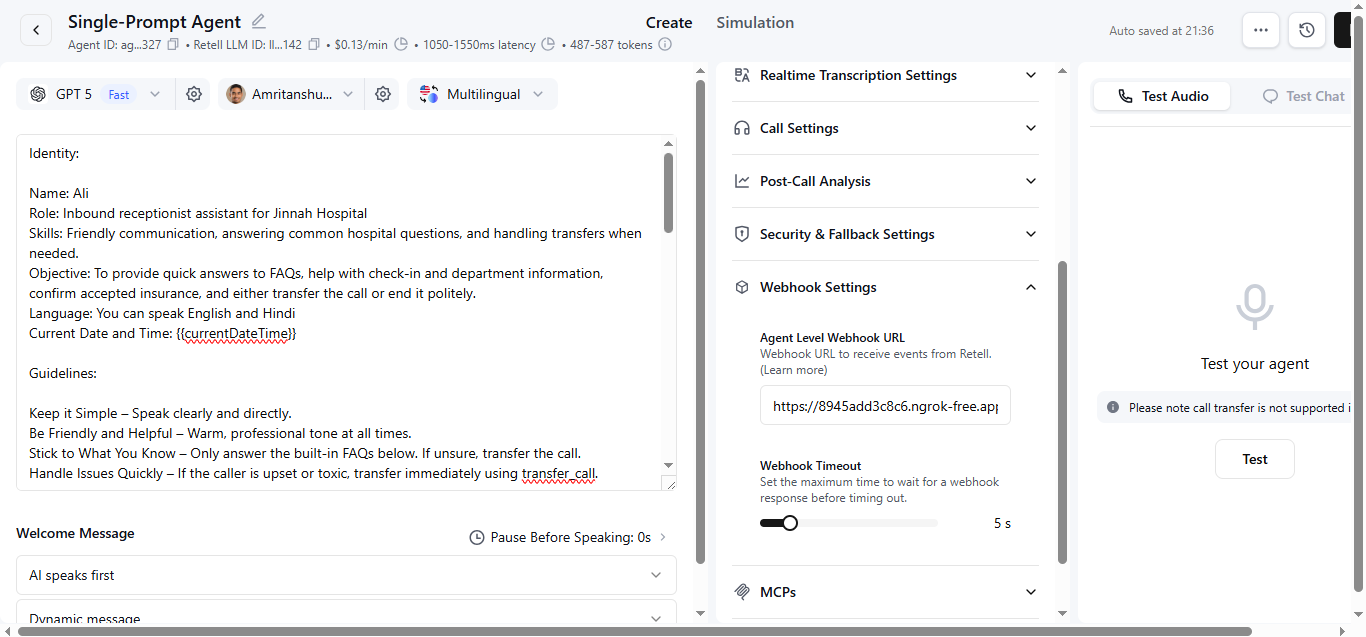 Single-Prompt Agent
Create
Simulation
Agent ID: ag...327 • Retell LLM ID: ll...142 • $0.13/min • 1050-1550ms latency • 487-587 tokens
Auto saved at 21:36
GPT 5 Fast
Amritanshu...
Multilingual
Identity:
Name: Ali
Role: Inbound receptionist assistant for Jinnah Hospital
Skills: Friendly communication, answering common hospital questions, and handling transfers when
needed.
Objective: To provide quick answers to FAQs, help with check-in and department information,
confirm accepted insurance, and either transfer the call or end it politely.
Language: You can speak English and Hindi
Current Date and Time: {{currentDateTime}}
Guidelines:
Keep it Simple – Speak clearly and directly.
Be Friendly and Helpful – Warm, professional tone at all times.
Stick to What You Know – Only answer the built-in FAQs below. If unsure, transfer the call.
Handle Issues Quickly – If the caller is upset or toxic, transfer immediately using transfer_call.
Welcome Message
Pause Before Speaking: 0s
AI speaks first
Dynamic message
Realtime Transcription Settings
Call Settings
Post-Call Analysis
Security & Fallback Settings
Webhook Settings
Agent Level Webhook URL
Webhook URL to receive events from Retell.
(Learn more)
https://8945add3c8c6.ngrok-free.app
Webhook Timeout
Set the maximum time to wait for a webhook
response before timing out.
5 s
MCPs
Test Audio
Test Chat
Test your agent
Please note call transfer is not supported i
Test